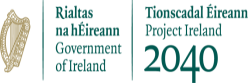 Rialtas
na hÉireann
Government
of Ireland
Tionscadal Éireann
Project Ireland
2040